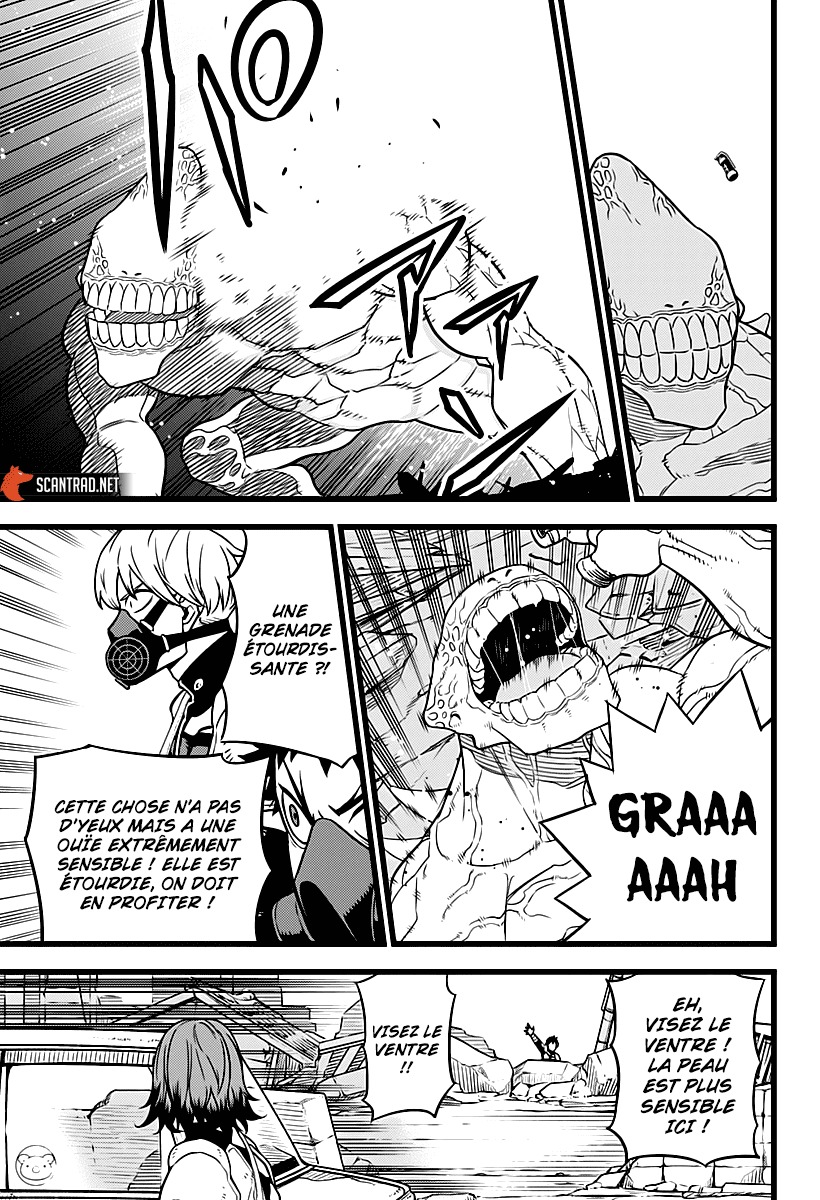 SCANTRAD.NET
GRAAA
AAAH
UNE
GRENADE
ÉTOURDIS-
SANTE ?!
CETTE CHOSE N'A PAS
D'YEUX MAIS A UNE
OUÏE EXTRÊMEMENT
SENSIBLE ! ELLE EST
ÉTOURDIE, ON DOIT
EN PROFITER !
EH,
VISEZ LE
VENTRE !
LA PEAU
EST PLUS
SENSIBLE
ICI !
VISEZ LE
VENTRE
!!